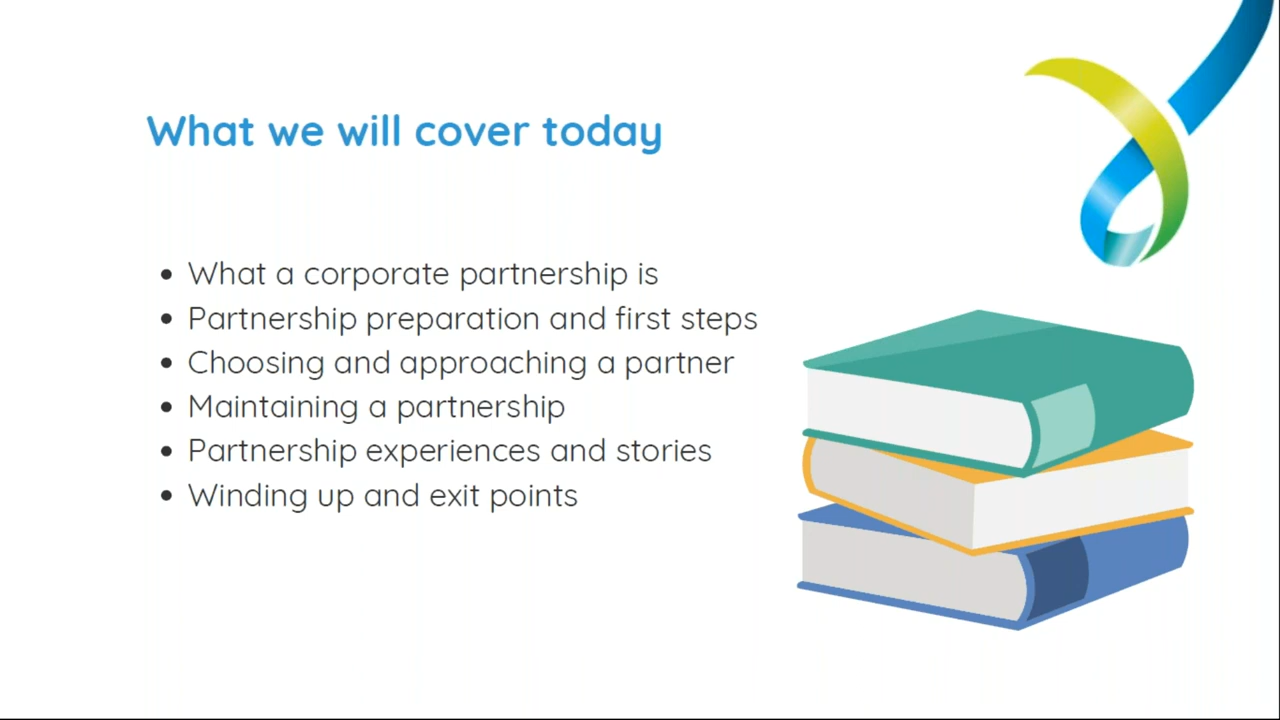 What we will cover today
• What a corporate partnership is
• Partnership preparation and first steps
• Choosing and approaching a partner
• Maintaining a partnership
• Partnership experiences and stories
• Winding up and exit points